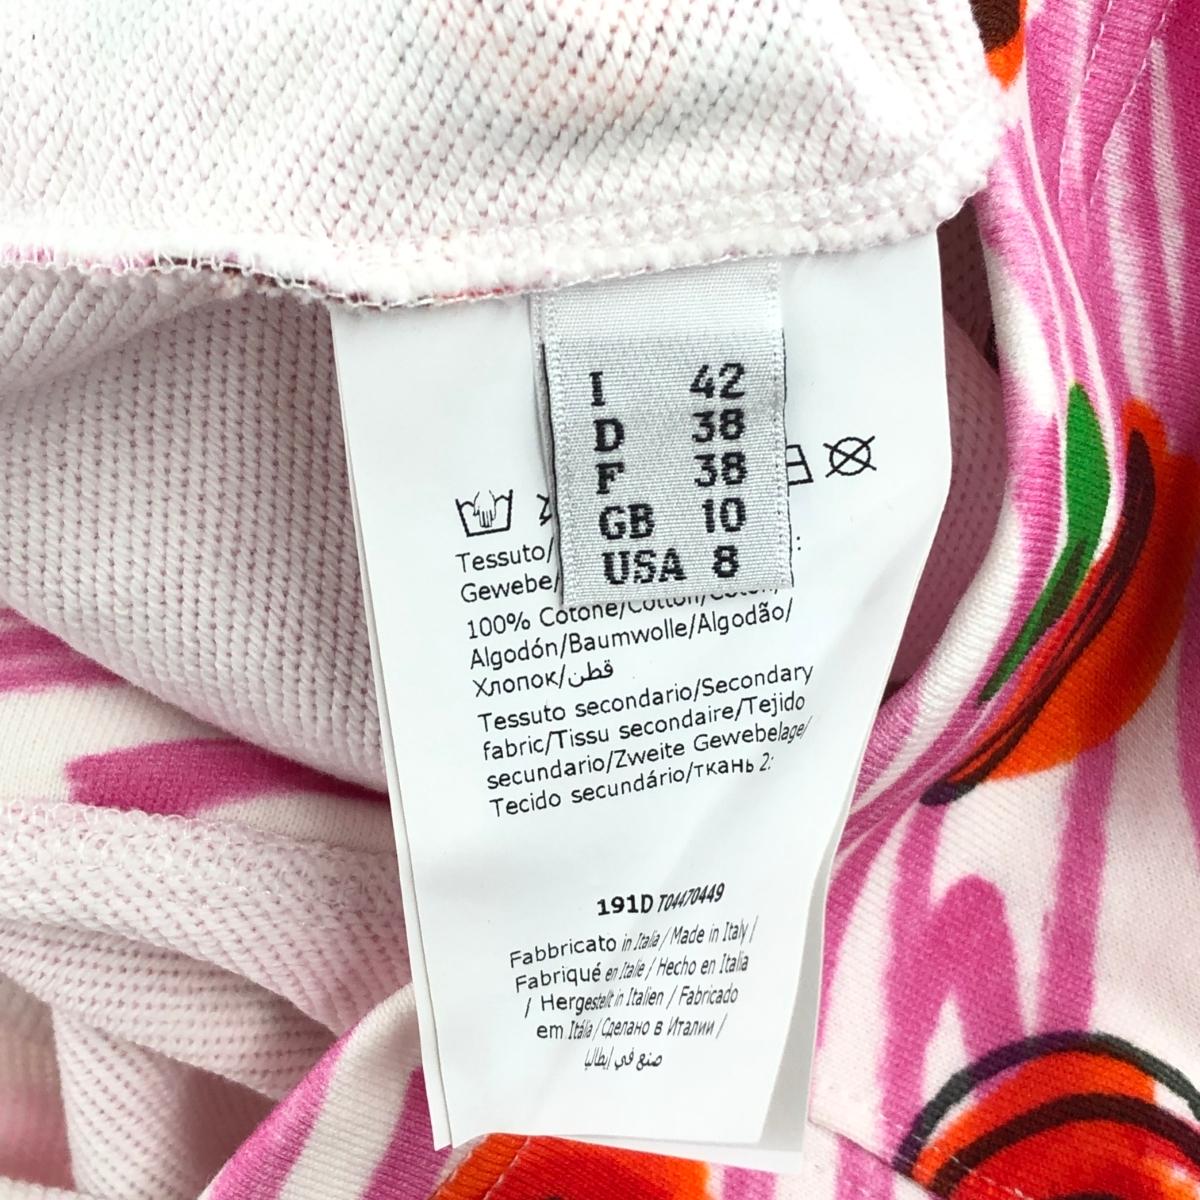 I 42
D 38
F 38
GB 10
USA 8
Tessuto/
Gewebe/ :
100% Cotone/Cotton/
Algodón/Baumwolle/Algodão/
Хлопок/قطن
Tessuto secondario/Secondary
fabric/Tissu secondaire/Tejido
secundario/Zweite Gewebelage/
Tecido secundário/ткань 2:
191D T04470449
Fabbricato in Italia / Made in Italy /
Fabriqué en Italie / Hecho en Italia
/ Hergestellt in Italien / Fabricado
em Itália / Сделано в Италии /
صنع في إيطاليا